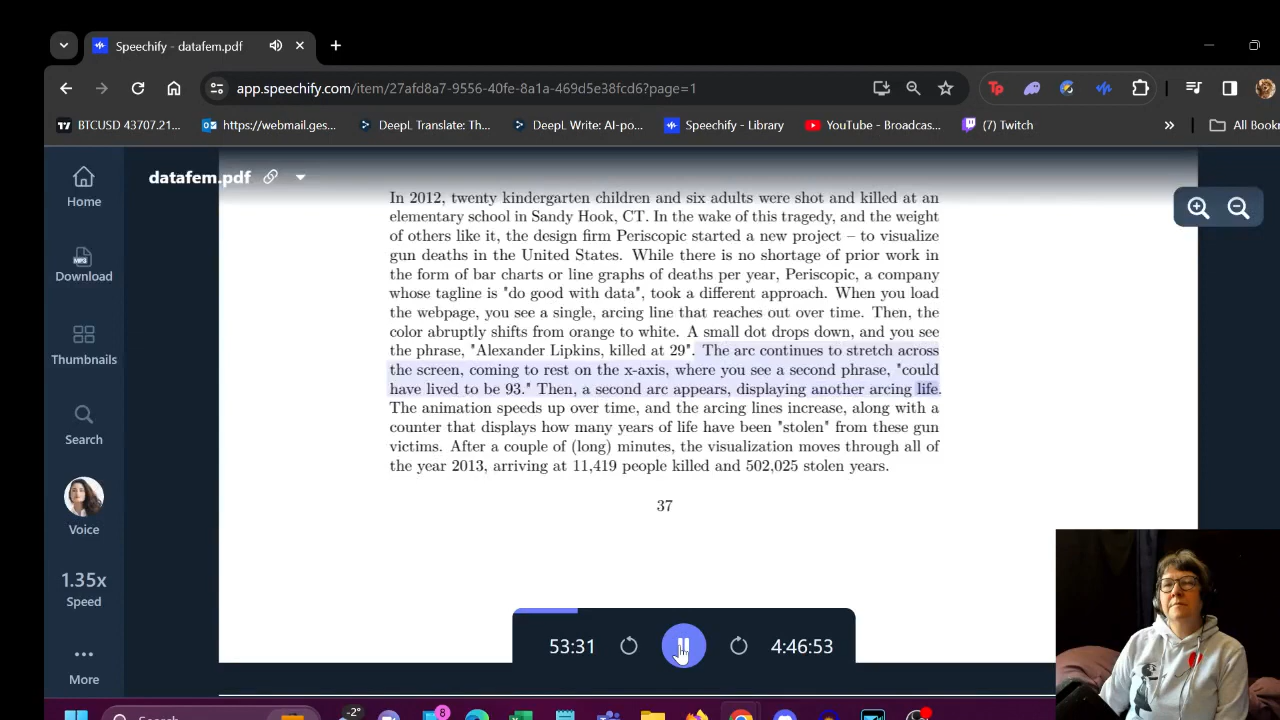 Speechify - datafem.pdf
app.speechify.com/item/27afd8a7-9556-40fe-8a1a-469d5e38fcd6?page=1
Tp
BTCUSD 43707.21...
https://webmail.ges...
DeepL Translate: Th...
DeepL Write: AI-po...
Speechify - Library
YouTube - Broadcas...
(7) Twitch
»
All Book
datafem.pdf
Home
Download
Thumbnails
Search
Voice
1.35x
Speed
...
More
In 2012, twenty kindergarten children and six adults were shot and killed at an
elementary school in Sandy Hook, CT. In the wake of this tragedy, and the weight
of others like it, the design firm Periscopic started a new project – to visualize
gun deaths in the United States. While there is no shortage of prior work in
the form of bar charts or line graphs of deaths per year, Periscopic, a company
whose tagline is "do good with data", took a different approach. When you load
the webpage, you see a single, arcing line that reaches out over time. Then, the
color abruptly shifts from orange to white. A small dot drops down, and you see
the phrase, "Alexander Lipkins, killed at 29". The arc continues to stretch across
the screen, coming to rest on the x-axis, where you see a second phrase, "could
have lived to be 93." Then, a second arc appears, displaying another arcing life.
The animation speeds up over time, and the arcing lines increase, along with a
counter that displays how many years of life have been "stolen" from these gun
victims. After a couple of (long) minutes, the visualization moves through all of
the year 2013, arriving at 11,419 people killed and 502,025 stolen years.
37
53:31
4:46:53
Search
-2°
8